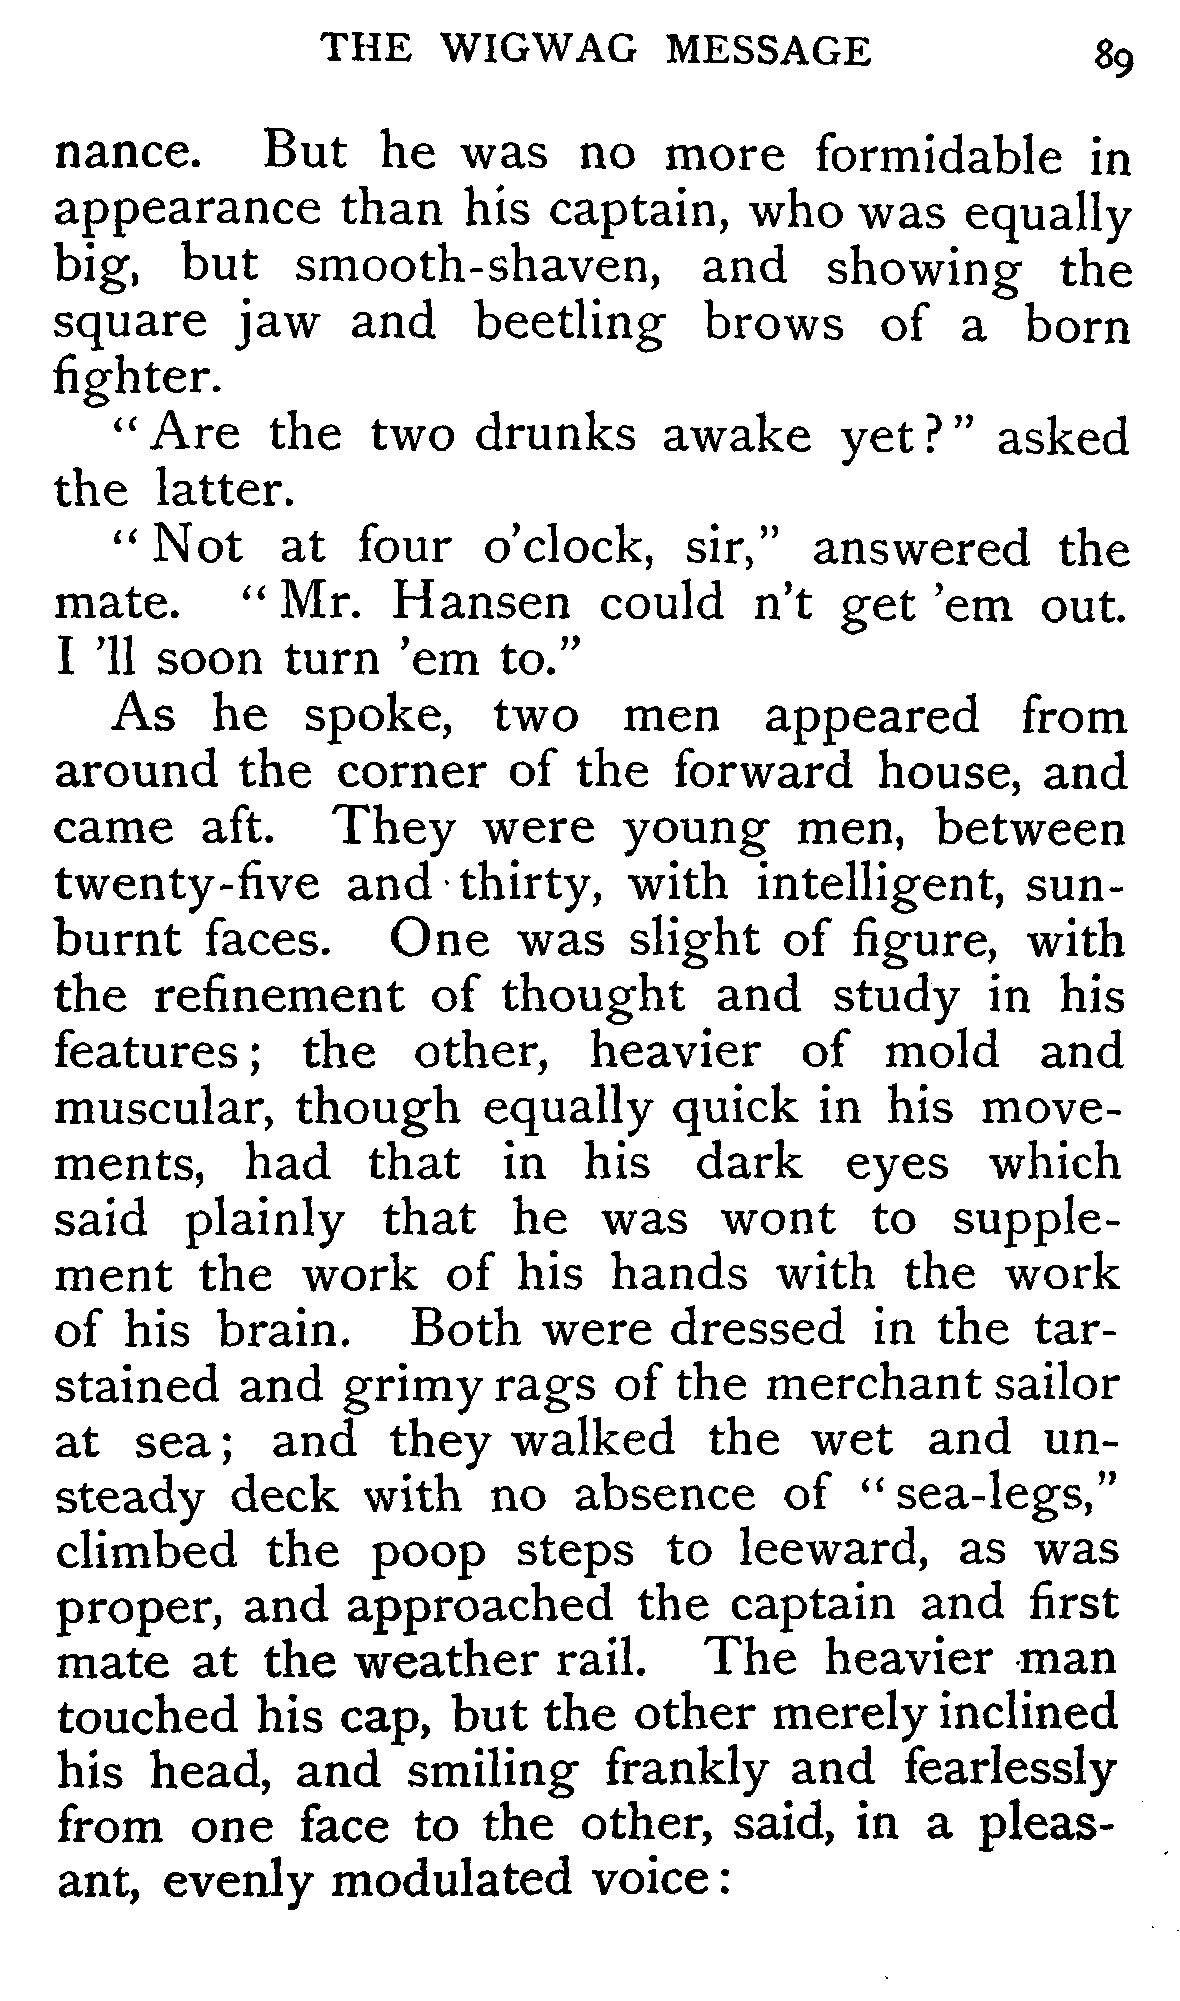 THE WIGWAG MESSAGE 89
nance. But he was no more formidable in
appearance than his captain, who was equally
big, but smooth-shaven, and showing the
square jaw and beetling brows of a born
fighter.
“Are the two drunks awake yet?” asked
the latter.
“Not at four o'clock, sir,” answered the
mate. “Mr. Hansen could n't get 'em out.
I 'll soon turn 'em to.”
As he spoke, two men appeared from
around the corner of the forward house, and
came aft. They were young men, between
twenty-five and thirty, with intelligent, sun-
burnt faces. One was slight of figure, with
the refinement of thought and study in his
features; the other, heavier of mold and
muscular, though equally quick in his move-
ments, had that in his dark eyes which
said plainly that he was wont to supple-
ment the work of his hands with the work
of his brain. Both were dressed in the tar-
stained and grimy rags of the merchant sailor
at sea; and they walked the wet and un-
steady deck with no absence of “sea-legs,”
climbed the poop steps to leeward, as was
proper, and approached the captain and first
mate at the weather rail. The heavier man
touched his cap, but the other merely inclined
his head, and smiling frankly and fearlessly
from one face to the other, said, in a pleas-
ant, evenly modulated voice: